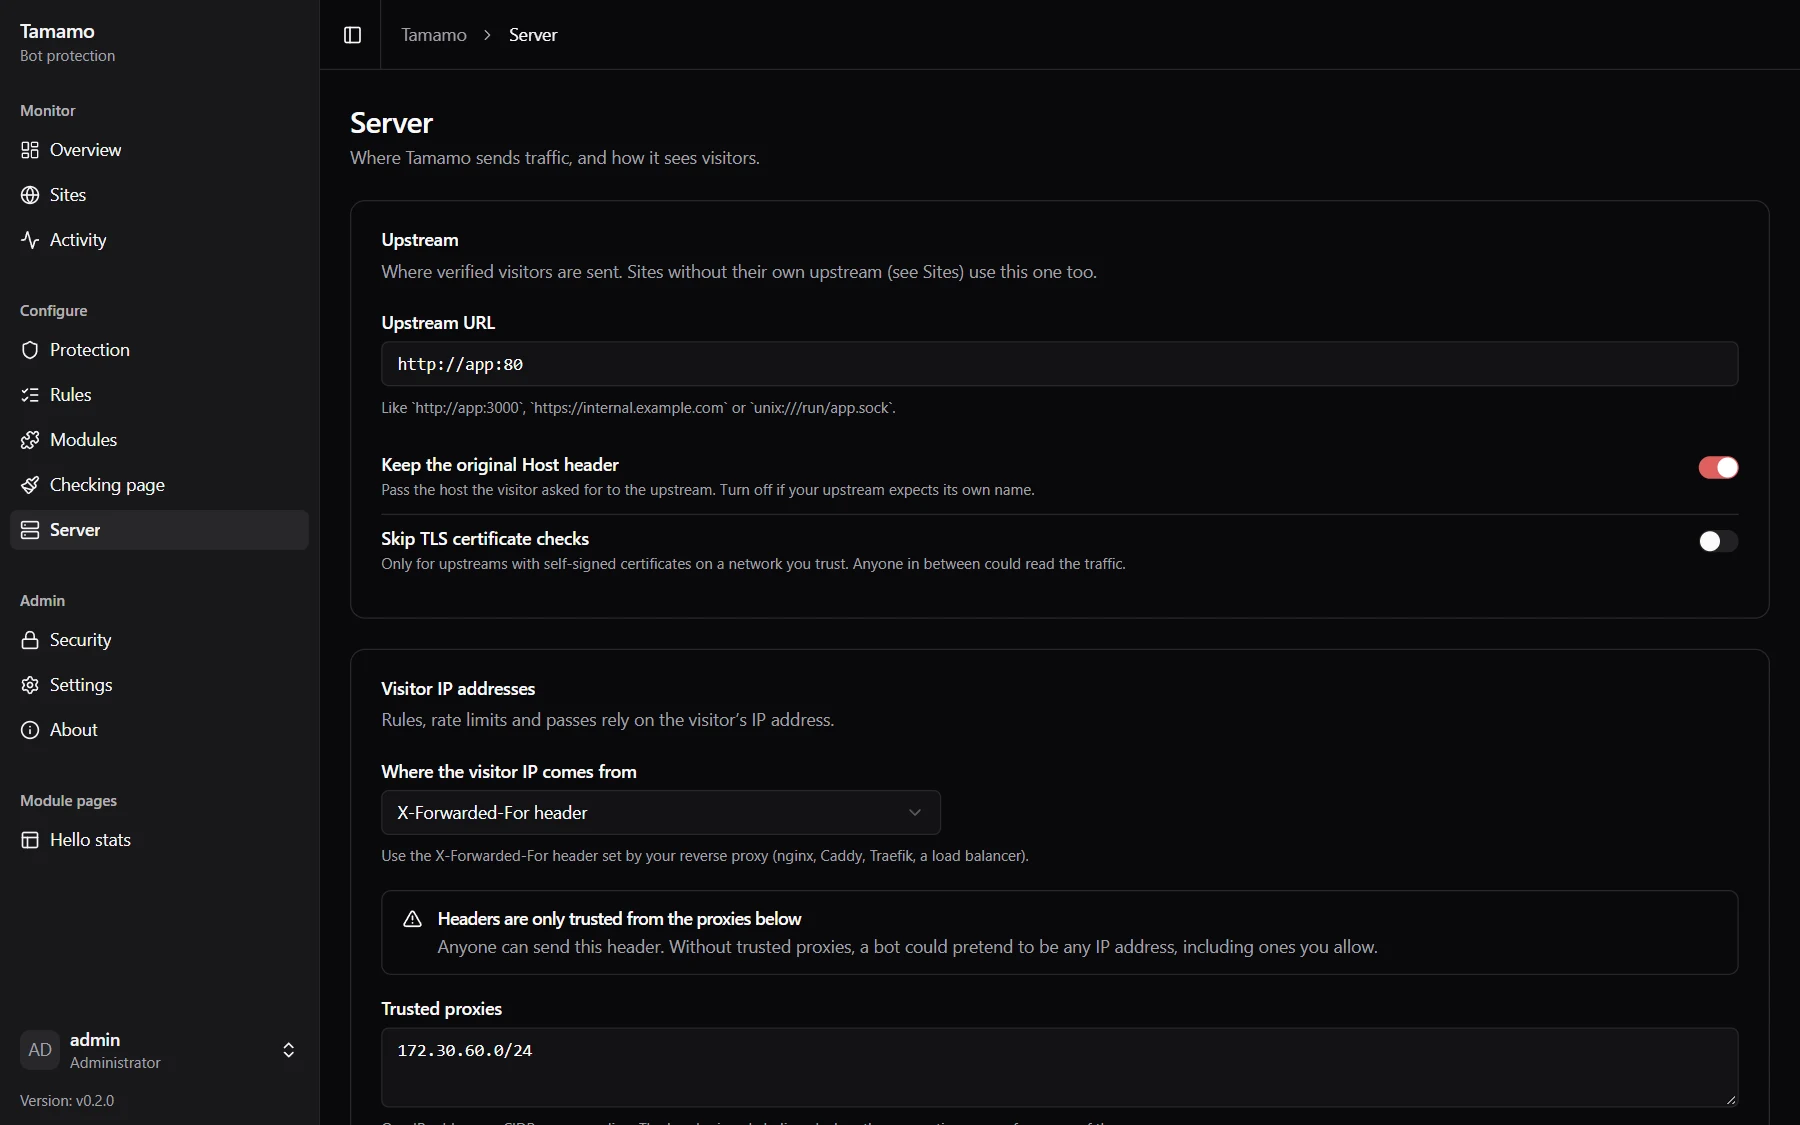 Tamamo
Bot protection
Monitor
Overview
Sites
Activity
Configure
Protection
Rules
Modules
Checking page
Server
Admin
Security
Settings
About
Module pages
Hello stats
AD
admin
Administrator
Version: v0.2.0
Tamamo > Server
Server
Where Tamamo sends traffic, and how it sees visitors.
Upstream
Where verified visitors are sent. Sites without their own upstream (see Sites) use this one too.
Upstream URL
http://app:80
Like `http://app:3000`, `https://internal.example.com` or `unix:///run/app.sock`.
Keep the original Host header
Pass the host the visitor asked for to the upstream. Turn off if your upstream expects its own name.
Skip TLS certificate checks
Only for upstreams with self-signed certificates on a network you trust. Anyone in between could read the traffic.
Visitor IP addresses
Rules, rate limits and passes rely on the visitor’s IP address.
Where the visitor IP comes from
X-Forwarded-For header
Use the X-Forwarded-For header set by your reverse proxy (nginx, Caddy, Traefik, a load balancer).
Headers are only trusted from the proxies below
Anyone can send this header. Without trusted proxies, a bot could pretend to be any IP address, including ones you allow.
Trusted proxies
172.30.60.0/24